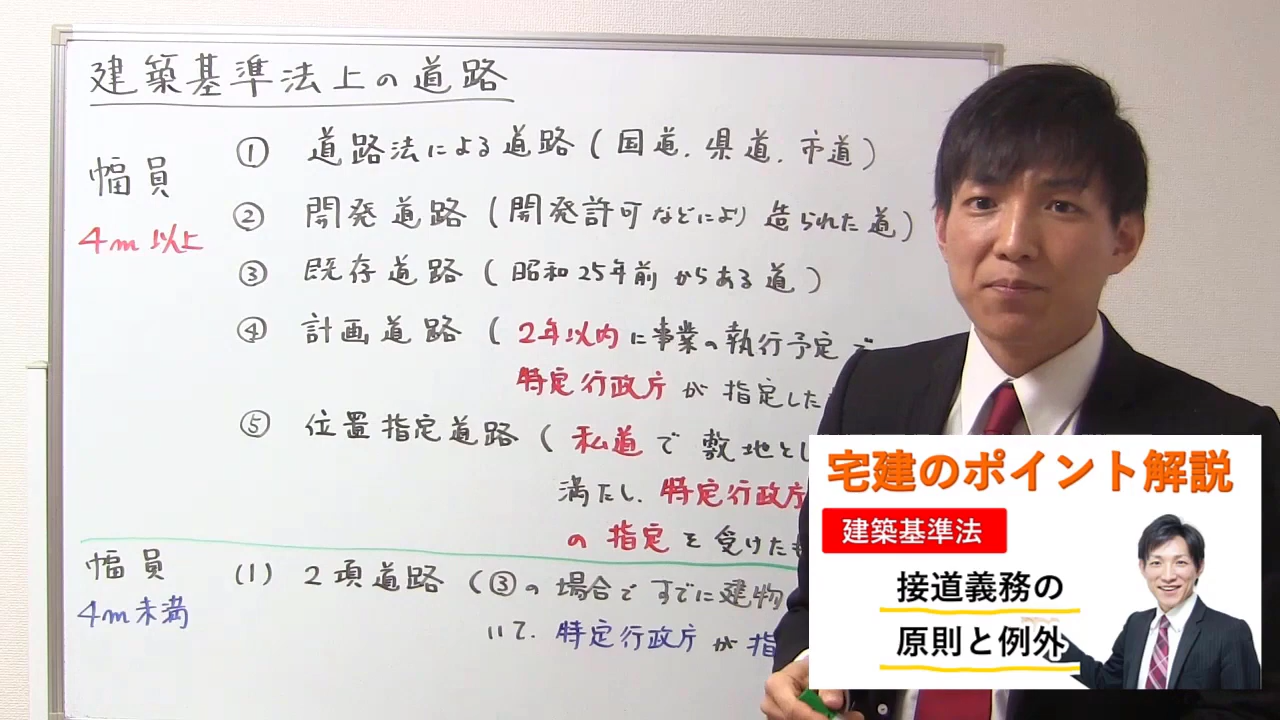 建築基準法上の道路
幅員
4m以上
① 道路法による道路(国道.県道.市道)
② 開発道路(開発許可などにより造られた道)
③ 既存道路(昭和25年前からある道)
④ 計画道路(2年以内に事業の執行予定で
特定行政庁が指定した
⑤ 位置指定道路(私道で敷地とし
満たし.特定行政庁
の指定を受けた
幅員
4m未満
(1) 2項道路(③の場合ですでに建物
いて.特定行政庁が指
宅建のポイント解説
建築基準法
接道義務の
原則と例外